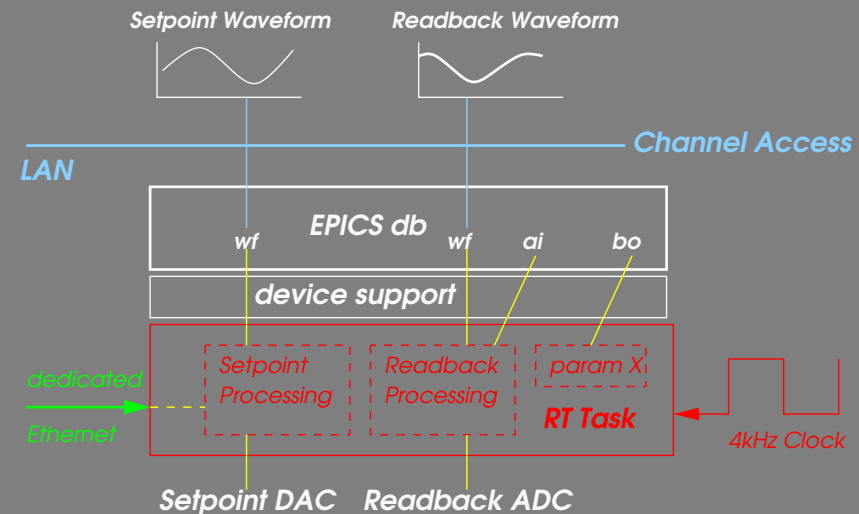 Setpoint Waveform
Readback Waveform
Channel Access
LAN
EPICS db
wf
wf
ai
bo
device support
Setpoint
Processing
Readback
Processing
param X
RT Task
dedicated
Ethernet
4kHz Clock
Setpoint DAC
Readback ADC